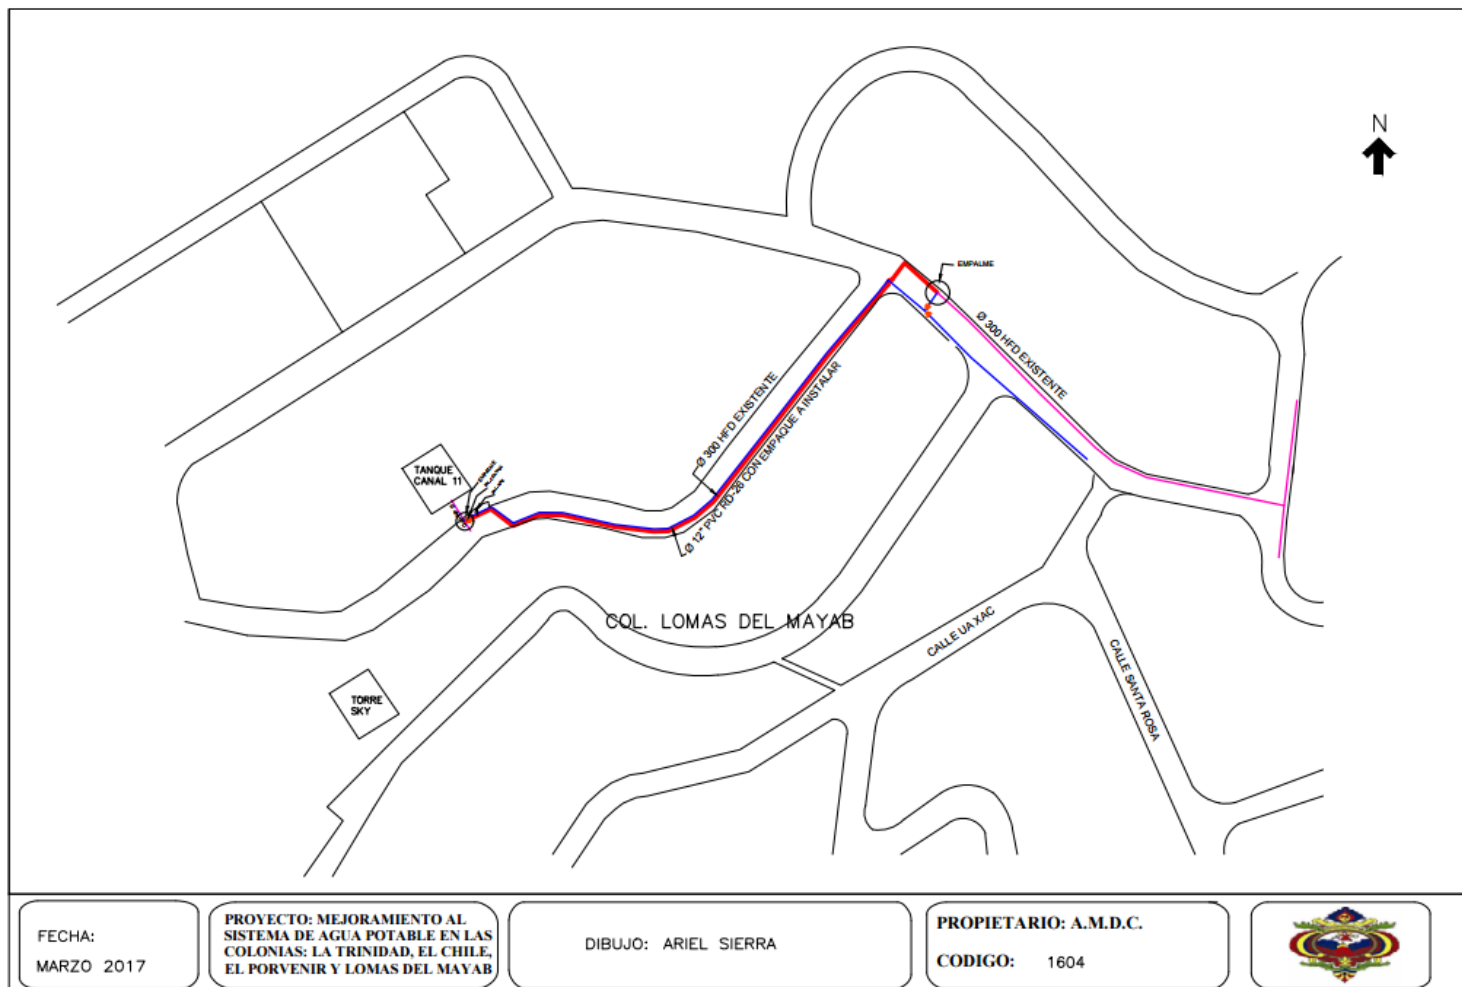 N
EMPALME
Ø 300 HFD EXISTENTE
Ø 300 HFD EXISTENTE
Ø 12" PVC RD-26 CON EMPAQUE A INSTALAR
TANQUE
CANAL 11
COL. LOMAS DEL MAYAB
CALLE UA XAC
CALLE SANTA ROSA
TORRE
SKY
FECHA:
MARZO 2017
PROYECTO: MEJORAMIENTO AL
SISTEMA DE AGUA POTABLE EN LAS
COLONIAS: LA TRINIDAD, EL CHILE,
EL PORVENIR Y LOMAS DEL MAYAB
DIBUJO: ARIEL SIERRA
PROPIETARIO: A.M.D.C.
CODIGO: 1604